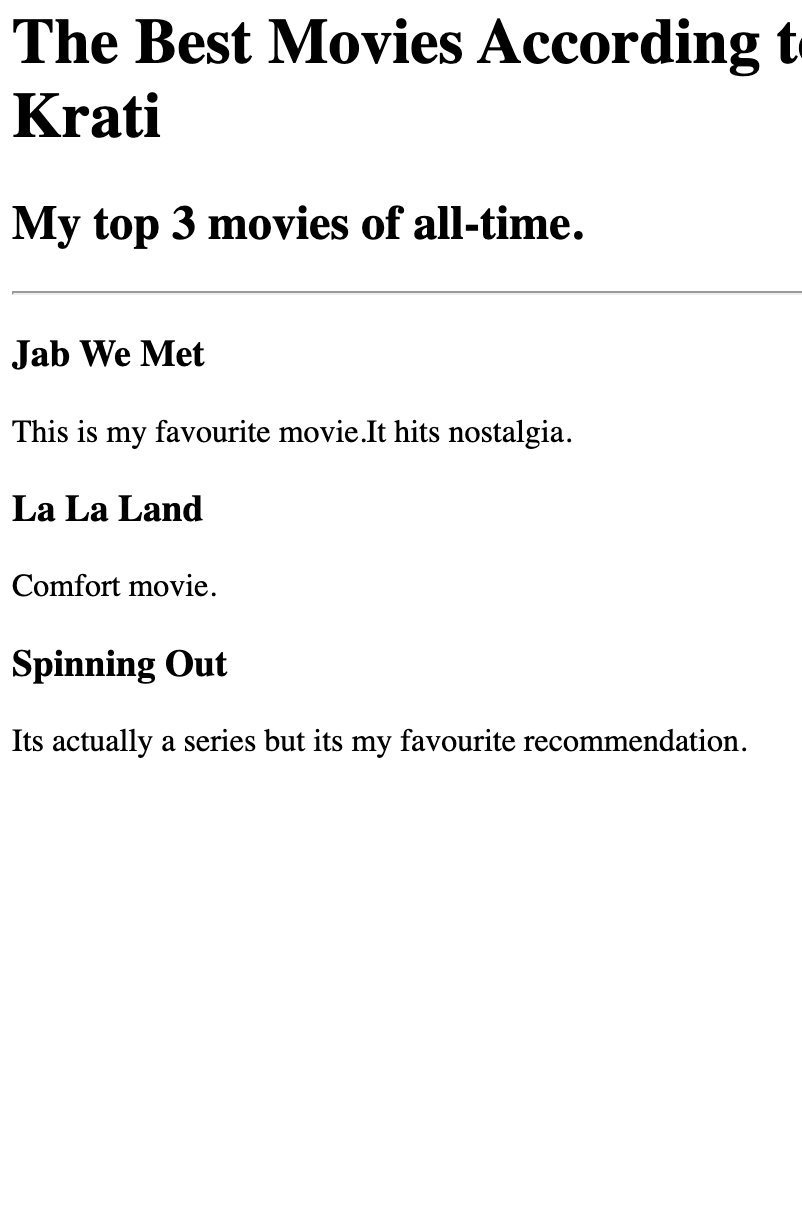 The Best Movies According to
Krati
My top 3 movies of all-time.
Jab We Met
This is my favourite movie.It hits nostalgia.
La La Land
Comfort movie.
Spinning Out
Its actually a series but its my favourite recommendation.